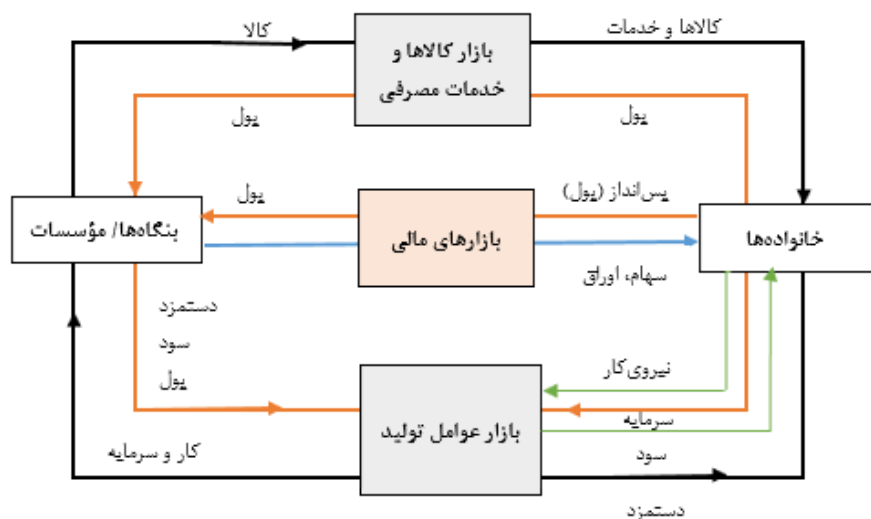 کالا
کالاها و خدمات
بازار کالاها و
خدمات مصرفی
پول
پول
پول
پس‌انداز (پول)
بنگاه‌ها/ مؤسسات
بازارهای مالی
خانواده‌ها
سهام، اوراق
دستمزد
سود
پول
نیروی‌کار
بازار عوامل تولید
سرمایه
کار و سرمایه
سود
دستمزد